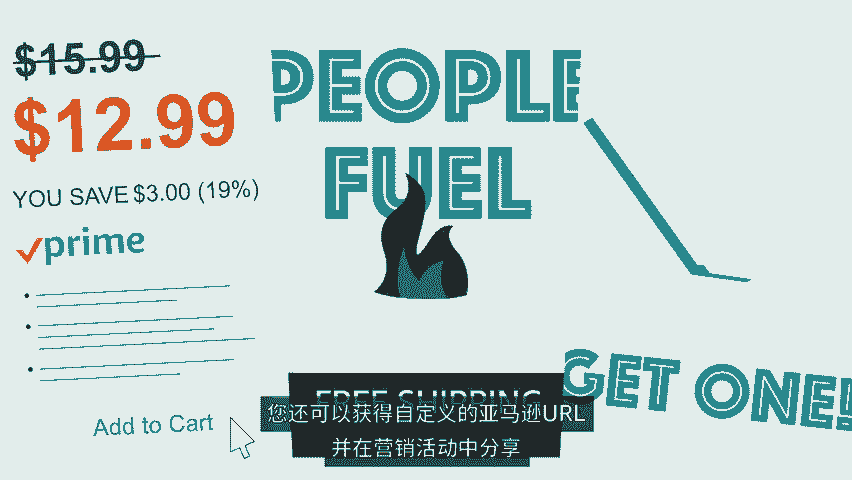 $15.99
$12.99
YOU SAVE $3.00 (19%)
prime
Add to Cart
PEOPLE
FUEL
GET ONE!
FREE SHIPPING
您还可以获得自定义的亚马逊URL
并在营销活动中分享